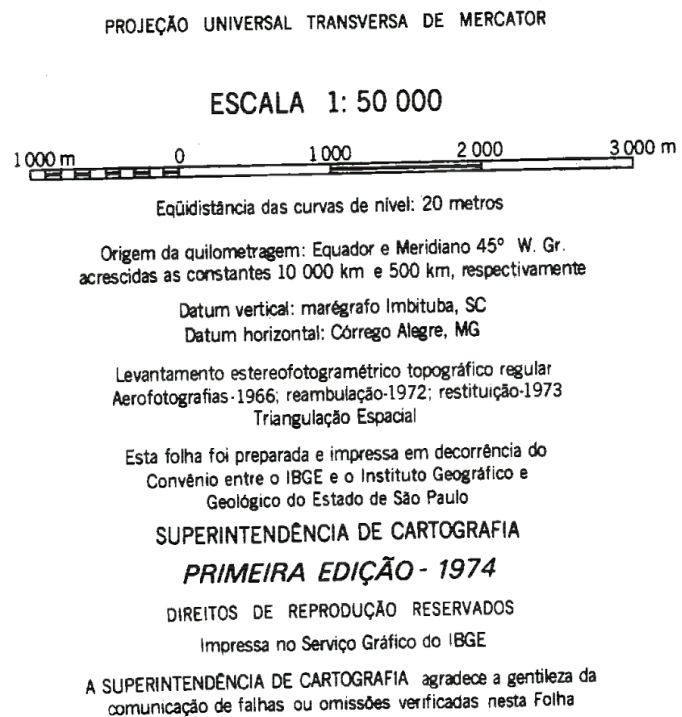 PROJEÇÃO UNIVERSAL TRANSVERSA DE MERCATOR
ESCALA 1: 50 000
1000 m 0 1000 2 000 3 000 m
Eqüidistância das curvas de nível: 20 metros
Origem da quilometragem: Equador e Meridiano 45º W. Gr.
acrescidas as constantes 10 000 km e 500 km, respectivamente
Datum vertical: marégrafo Imbituba, SC
Datum horizontal: Córrego Alegre, MG
Levantamento estereofotogramétrico topográfico regular
Aerofotografias-1966; reambulação-1972; restituição-1973
Triangulação Espacial
Esta folha foi preparada e impressa em decorrência do
Convênio entre o IBGE e o Instituto Geográfico e
Geológico do Estado de São Paulo
SUPERINTENDÊNCIA DE CARTOGRAFIA
PRIMEIRA EDIÇÃO - 1974
DIREITOS DE REPRODUÇÃO RESERVADOS
Impressa no Serviço Gráfico do IBGE
A SUPERINTENDÊNCIA DE CARTOGRAFIA agradece a gentileza da
comunicação de falhas ou omissões verificadas nesta Folha